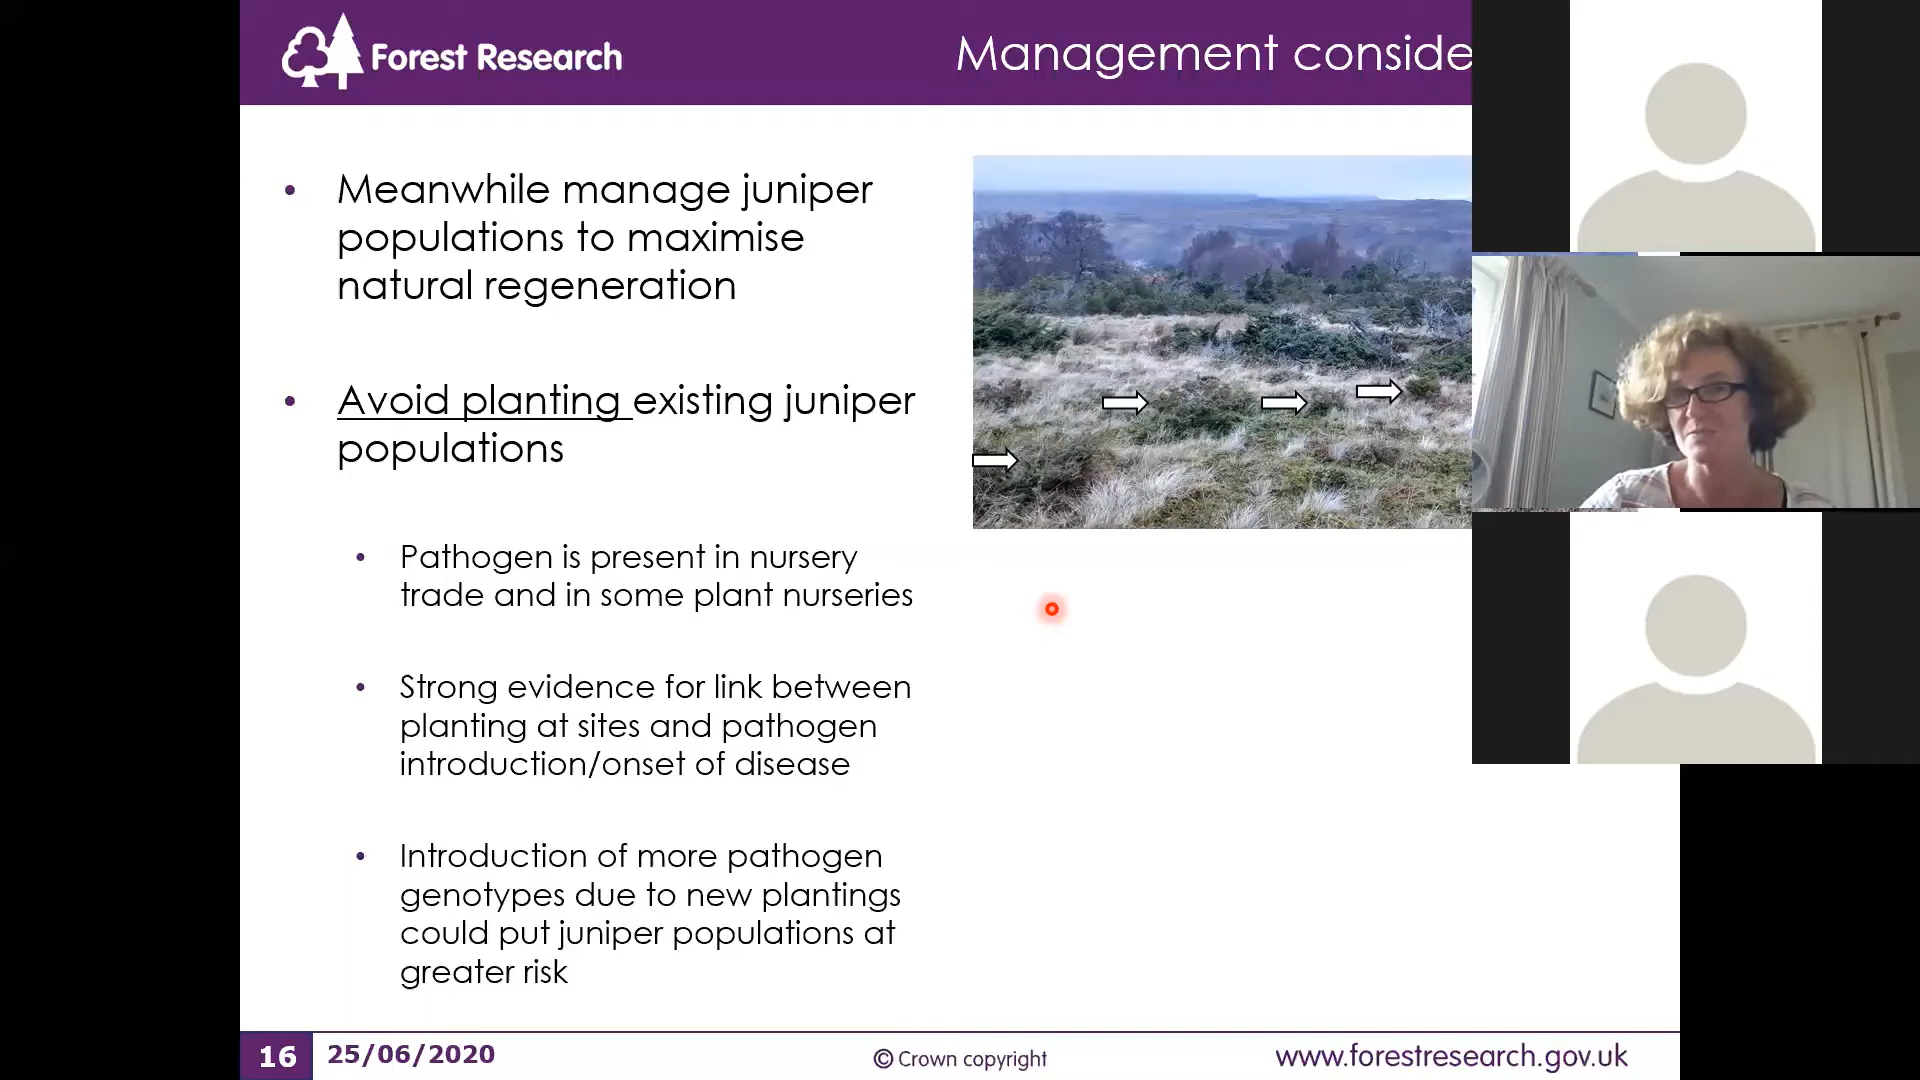 Forest Research
Management conside
• Meanwhile manage juniper
populations to maximise
natural regeneration
• Avoid planting existing juniper
populations
• Pathogen is present in nursery
trade and in some plant nurseries
• Strong evidence for link between
planting at sites and pathogen
introduction/onset of disease
• Introduction of more pathogen
genotypes due to new plantings
could put juniper populations at
greater risk
16
25/06/2020
© Crown copyright
www.forestresearch.gov.uk